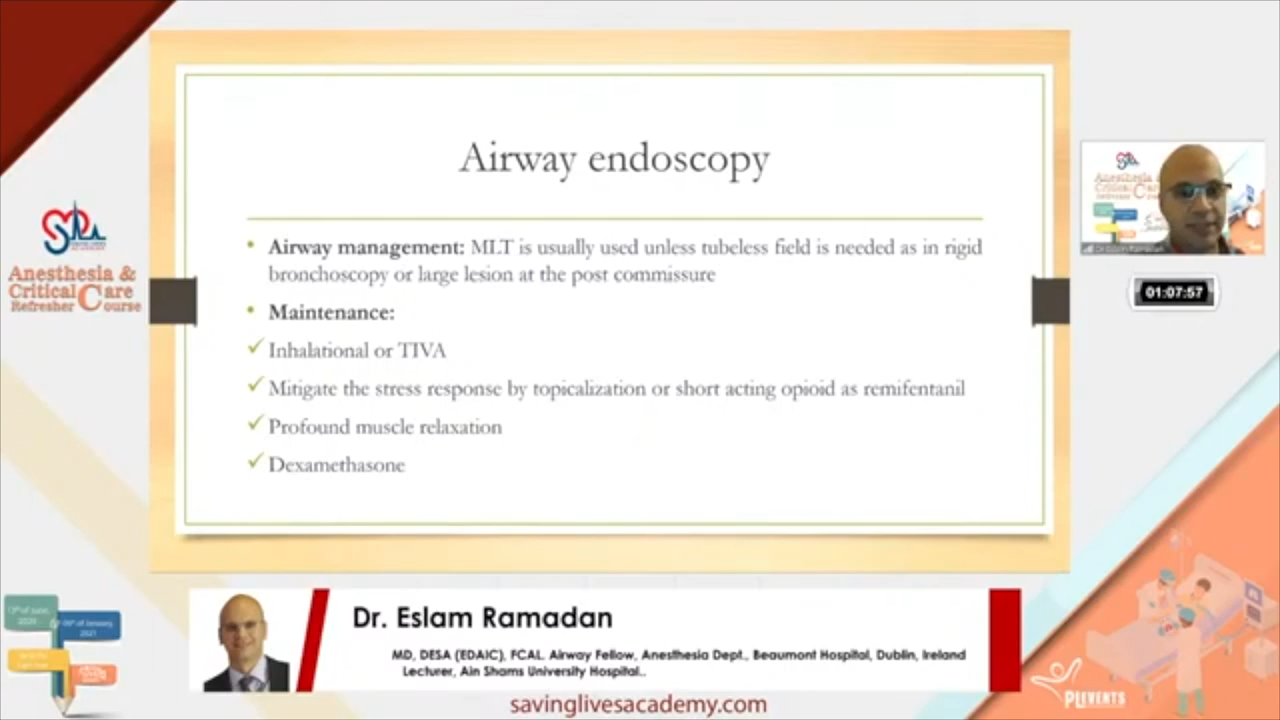 Airway endoscopy
• Airway management: MLT is usually used unless tubeless field is needed as in rigid
bronchoscopy or large lesion at the post commissure
• Maintenance:
✓ Inhalational or TIVA
✓ Mitigate the stress response by topicalization or short acting opioid as remifentanil
✓ Profound muscle relaxation
✓ Dexamethasone
Anesthesia &
Critical Care
Refresher Course
01:07:57
Dr. Eslam Ramadan
MD, DESA (EDAIC), FCAI, Airway Fellow, Anesthesia Dept., Beaumont Hospital, Dublin, Ireland
Lecturer, Ain Shams University Hospital..
savinglivesacademy.com
PLEVENTS